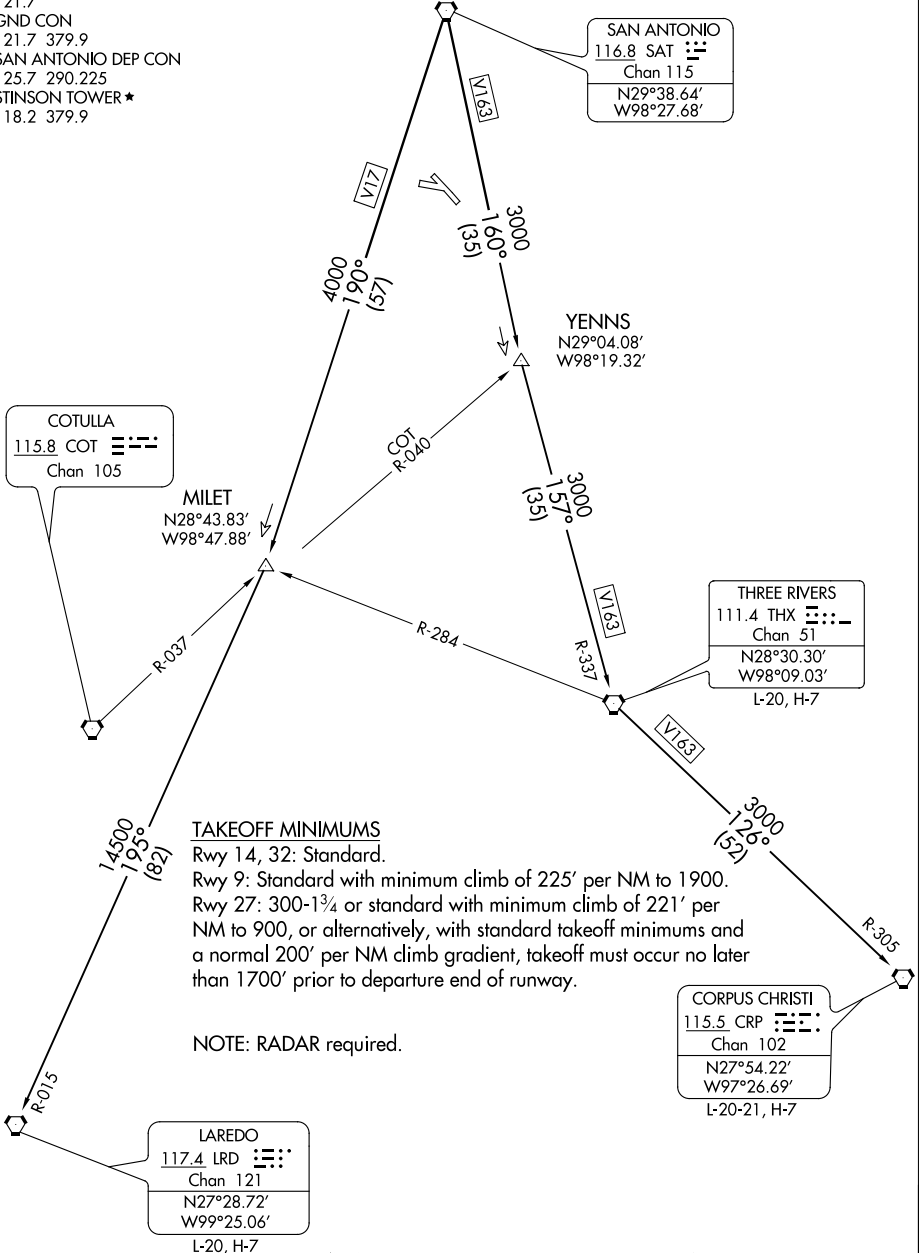 21.7
GND CON
21.7 379.9
SAN ANTONIO DEP CON
25.7 290.225
STINSON TOWER★
18.2 379.9
SAN ANTONIO
116.8 SAT
Chan 115
N29°38.64′
W98°27.68′
V163
V17
3000
160°
(35)
4000
190°
(57)
YENNS
N29°04.08′
W98°19.32′
COTULLA
115.8 COT
Chan 105
COT
R-040
MILET
N28°43.83′
W98°47.88′
3000
157°
(35)
V163
THREE RIVERS
111.4 THX
Chan 51
N28°30.30′
W98°09.03′
L-20, H-7
R-284
R-337
R-037
V163
3000
126°
(52)
14500
195°
(82)
TAKEOFF MINIMUMS
Rwy 14, 32: Standard.
Rwy 9: Standard with minimum climb of 225′ per NM to 1900.
Rwy 27: 300-1¾ or standard with minimum climb of 221′ per
NM to 900, or alternatively, with standard takeoff minimums and
a normal 200′ per NM climb gradient, takeoff must occur no later
than 1700′ prior to departure end of runway.
R-305
NOTE: RADAR required.
CORPUS CHRISTI
115.5 CRP
Chan 102
N27°54.22′
W97°26.69′
L-20-21, H-7
R-015
LAREDO
117.4 LRD
Chan 121
N27°28.72′
W99°25.06′
L-20, H-7